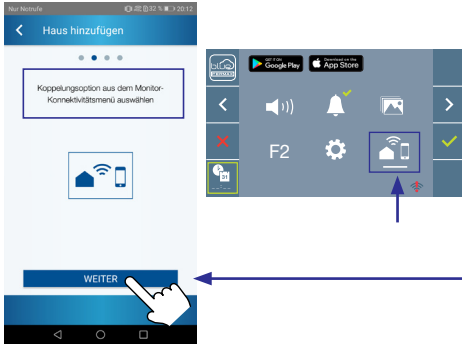 Nur Notrufe
20:12
Haus hinzufügen
Koppelungsoption aus dem Monitor-
Konnektivitätsmenü auswählen
WEITER
GET IT ON
Google Play
Download on the
App Store
F2
31
--:--